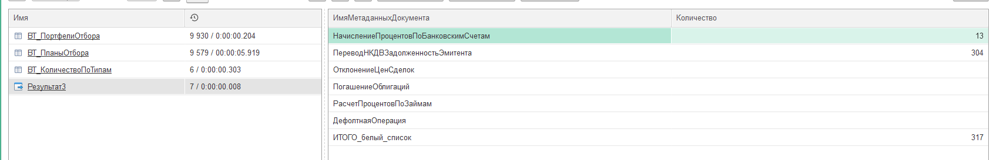 Имя
ВТ_ПортфелиОтбора 9 930 / 0:00:00.204
ВТ_ПланыОтбора 9 579 / 00:00:05.919
ВТ_КоличествоПоТипам 6 / 0:00:00.303
Результат3 7 / 0:00:00.008
ИмяМетаданныхДокумента Количество
НачислениеПроцентовПоБанковскимСчетам 13
ПереводНКДВЗадолженностьЭмитента 304
ОтклонениеЦенСделок
ПогашениеОблигаций
РасчетПроцентовПоЗаймам
ДефолтнаяОперация
ИТОГО_белый_список 317